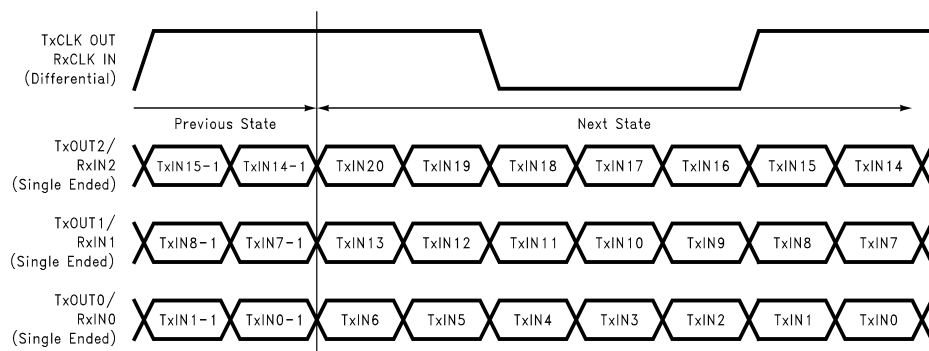 TxCLK OUT
RxCLK IN
(Differential)
Previous State
Next State
TxOUT2/
RxIN2
(Single Ended)
TxIN15-1 TxIN14-1 TxIN20 TxIN19 TxIN18 TxIN17 TxIN16 TxIN15 TxIN14
TxOUT1/
RxIN1
(Single Ended)
TxIN8-1 TxIN7-1 TxIN13 TxIN12 TxIN11 TxIN10 TxIN9 TxIN8 TxIN7
TxOUT0/
RxIN0
(Single Ended)
TxIN1-1 TxIN0-1 TxIN6 TxIN5 TxIN4 TxIN3 TxIN2 TxIN1 TxIN0